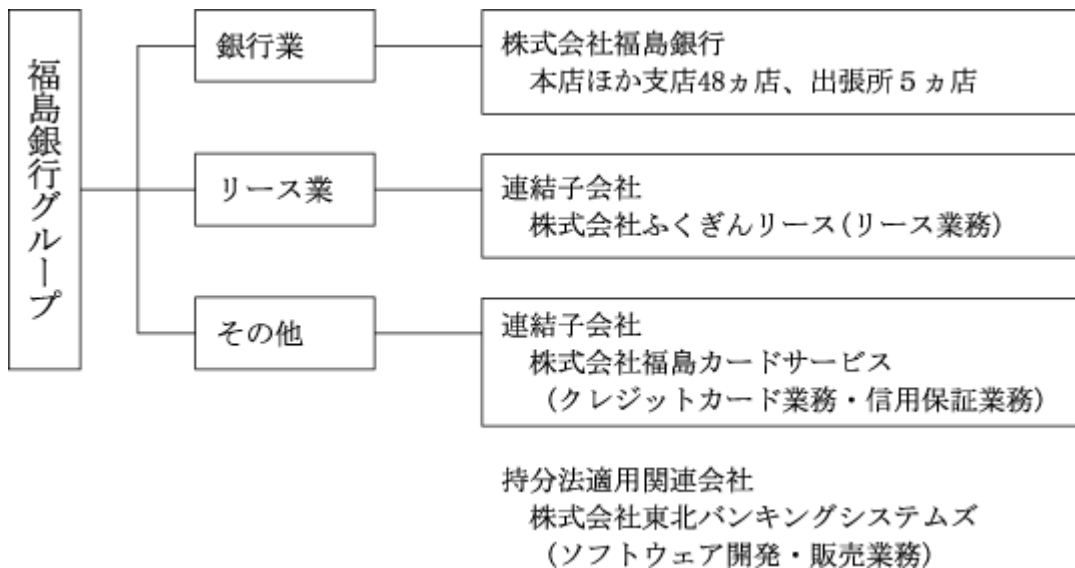 福島銀行グループ
銀行業
株式会社福島銀行
本店ほか支店48ヵ店、出張所５ヵ店
リース業
連結子会社
株式会社ふくぎんリース(リース業務)
その他
連結子会社
株式会社福島カードサービス
(クレジットカード業務・信用保証業務)
持分法適用関連会社
株式会社東北バンキングシステムズ
(ソフトウェア開発・販売業務)